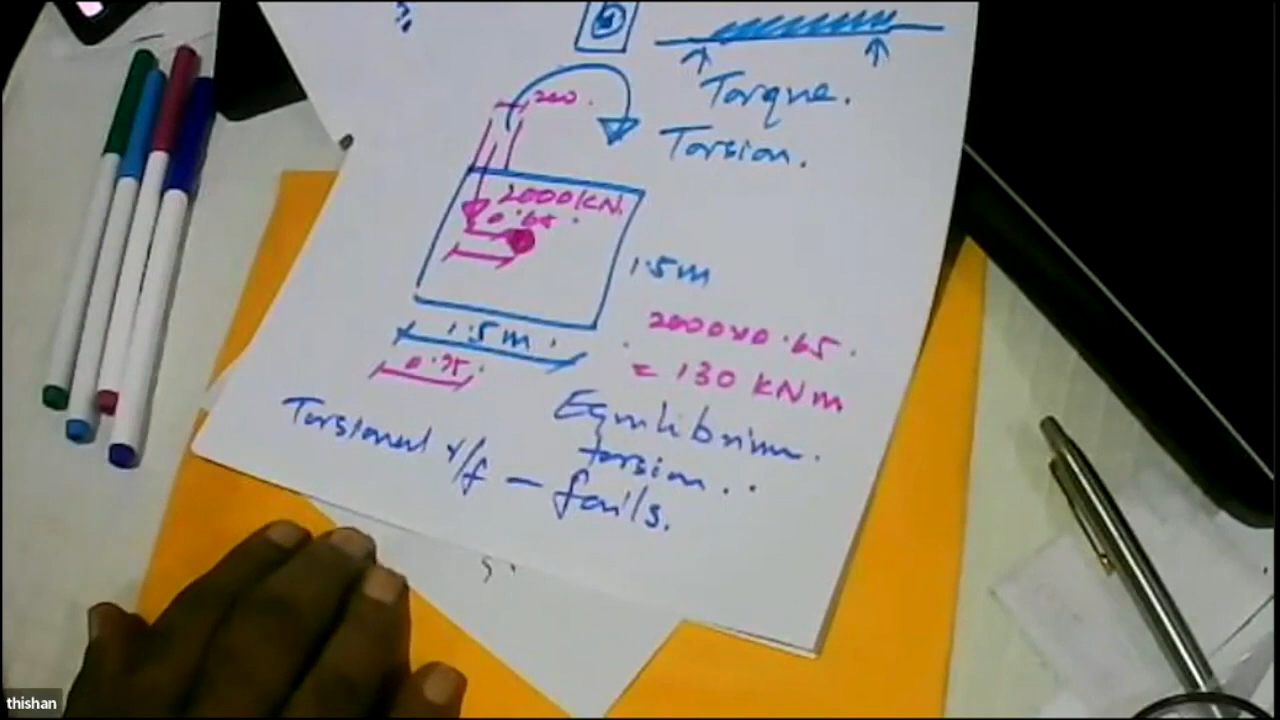 200.
Torque.
Torsion.
2000KN.
0.65.
1.5m
1.5m.
0.75.
2000x0.65.
= 130 KNm
Equilibrium
torsion..
Torsional r/f - fails.
thishan